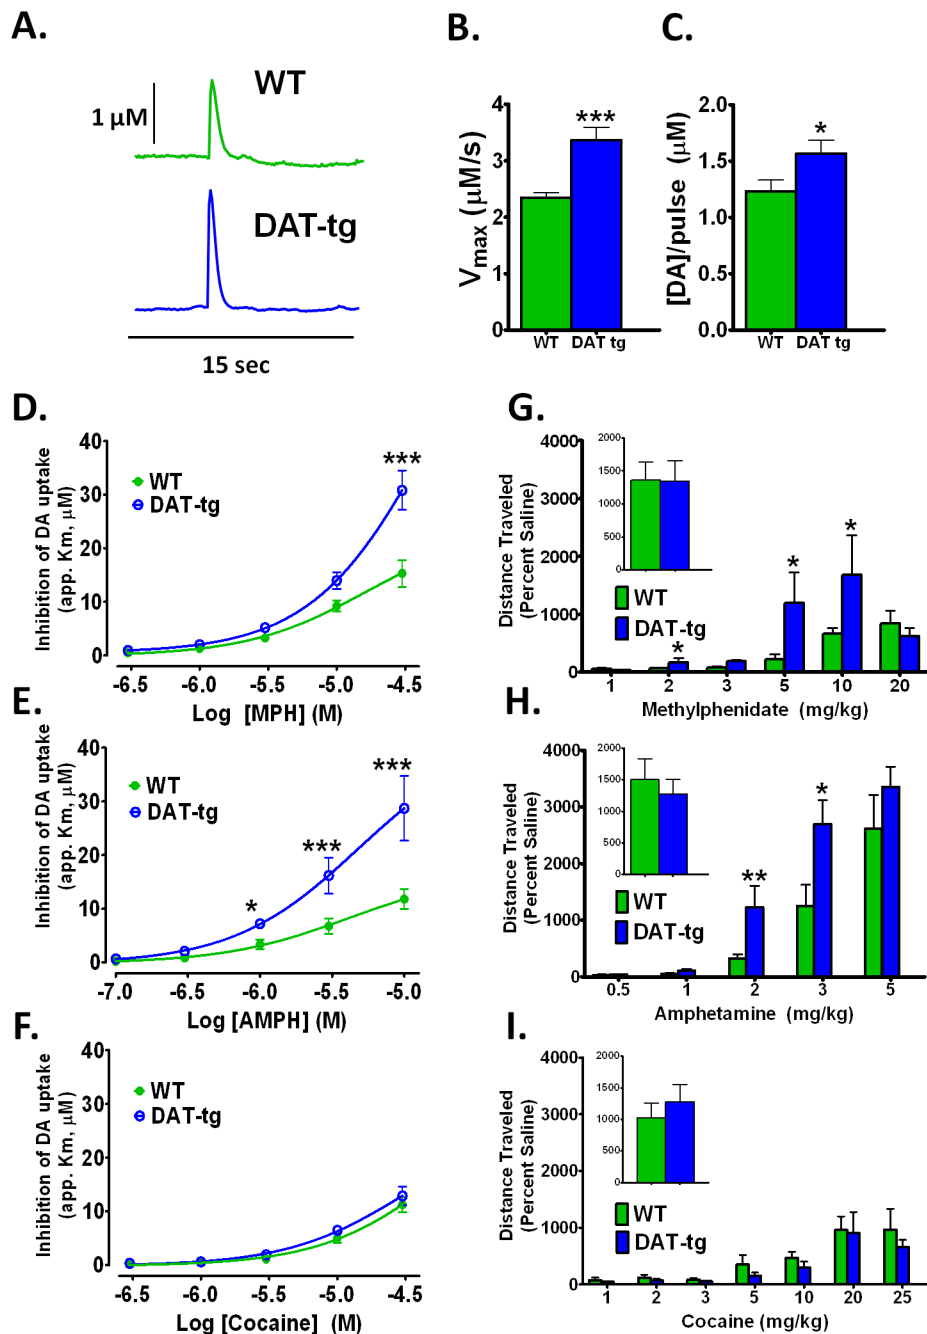 A.
WT
1 µM
DAT-tg
15 sec
B.
Vmax (µM/s)
4
3
2
1
0
***
WT DAT tg
C.
[DA]/pulse (µM)
2.0
1.5
1.0
0.5
0.0
*
WT DAT tg
D.
Inhibition of DA uptake
(app. Km, µM)
40
30
20
10
0
WT
DAT-tg
***
-6.5 -6.0 -5.5 -5.0 -4.5
Log [MPH] (M)
E.
Inhibition of DA uptake
(app. Km, µM)
40
30
20
10
0
WT
DAT-tg
* *** ***
-7.0 -6.5 -6.0 -5.5 -5.0
Log [AMPH] (M)
F.
Inhibition of DA uptake
(app. Km, µM)
40
30
20
10
0
WT
DAT-tg
-6.5 -6.0 -5.5 -5.0 -4.5
Log [Cocaine] (M)
G.
Distance Traveled
(Percent Saline)
4000
3000
2000
1000
0
2000
1500
1000
500
0
WT
DAT-tg
* * *
1 2 3 5 10 20
Methylphenidate (mg/kg)
H.
Distance Traveled
(Percent Saline)
4000
3000
2000
1000
0
2000
1500
1000
500
0
WT
DAT-tg
** *
0.5 1 2 3 5
Amphetamine (mg/kg)
I.
Distance Traveled
(Percent Saline)
4000
3000
2000
1000
0
2000
1500
1000
500
0
WT
DAT-tg
1 2 3 5 10 20 25
Cocaine (mg/kg)